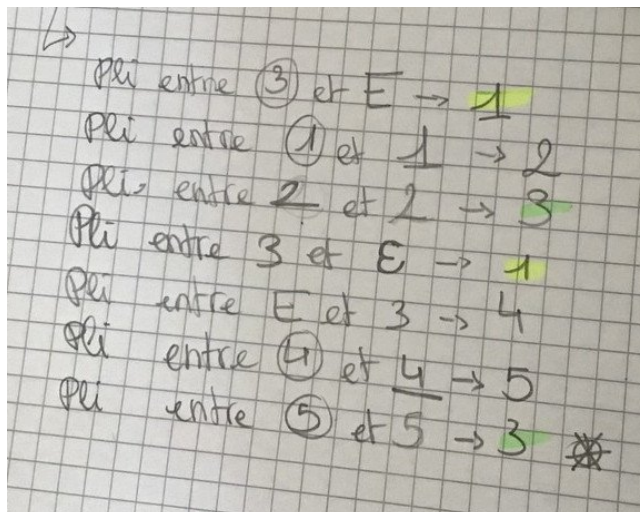 Pli entre ③ et E → 1
Pli entre ① et 1 → 2
Pli entre 2 et 2 → 3
Pli entre 3 et E → 1
Pli entre E et 3 → 4
Pli entre ④ et 4 → 5
Pli entre ⑤ et 5 → 3